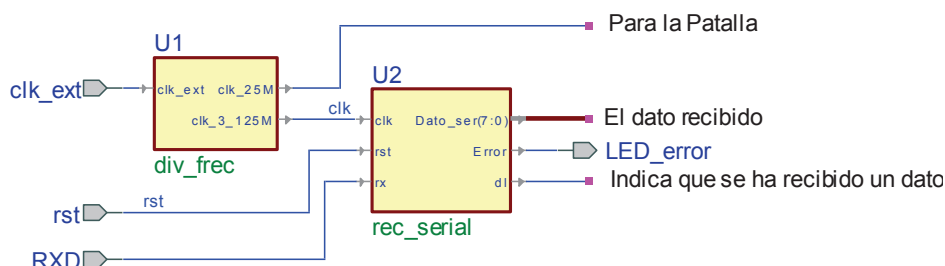 Para la Patalla
U1
clk_ext
clk_ext
clk_25M
clk_3_125M
div_frec
clk
U2
clk
rst
rx
Dato_ser(7:0)
Error
dl
rec_serial
El dato recibido
LED_error
Indica que se ha recibido un dato
rst
rst
RXD